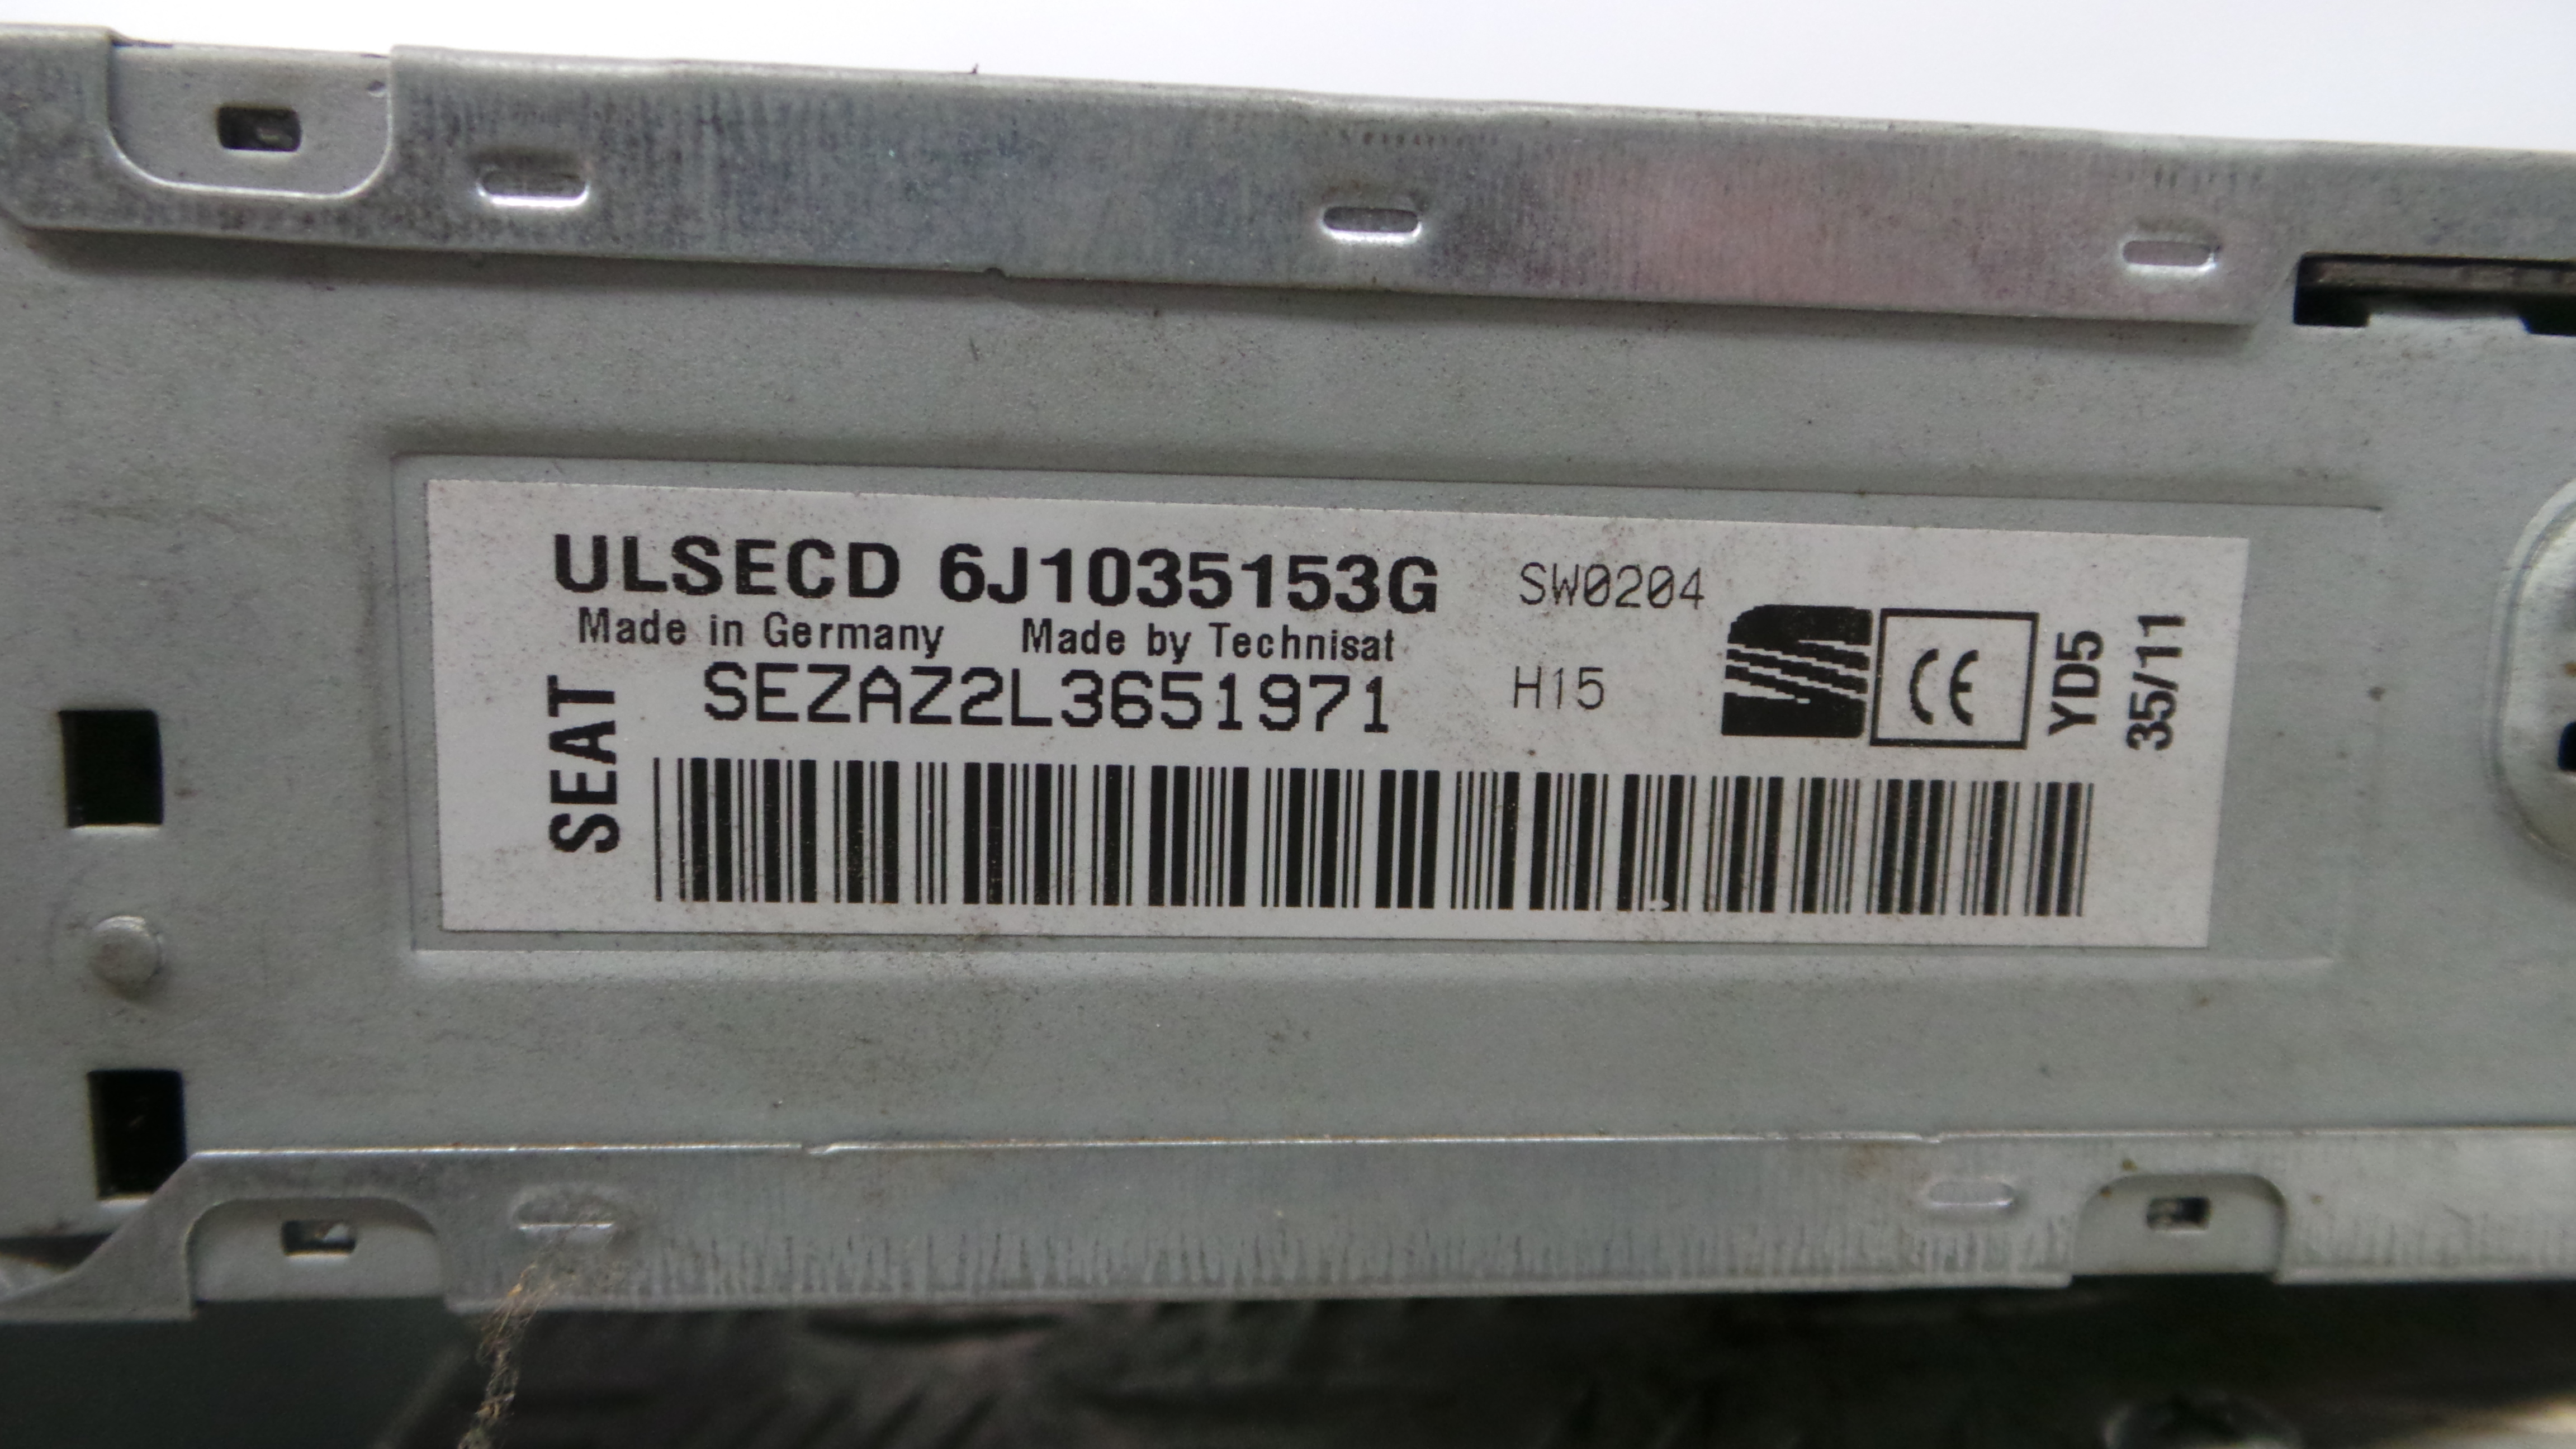 ULSECD 6J1035153G SW0204
Made in Germany Made by Technisat
SEZAZ2L3651971 H15
SEAT
CE
YD5
35/11